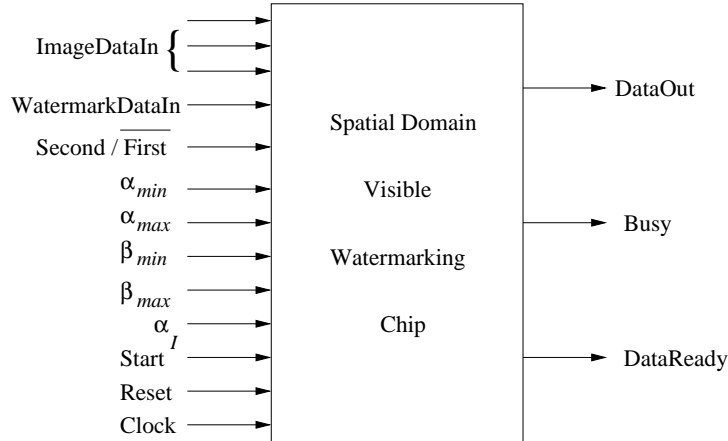 ImageDataIn {
WatermarkDataIn
Second / F̅i̅r̅s̅t̅
α_min
α_max
β_min
β_max
α_I
Start
Reset
Clock
Spatial Domain
Visible
Watermarking
Chip
DataOut
Busy
DataReady